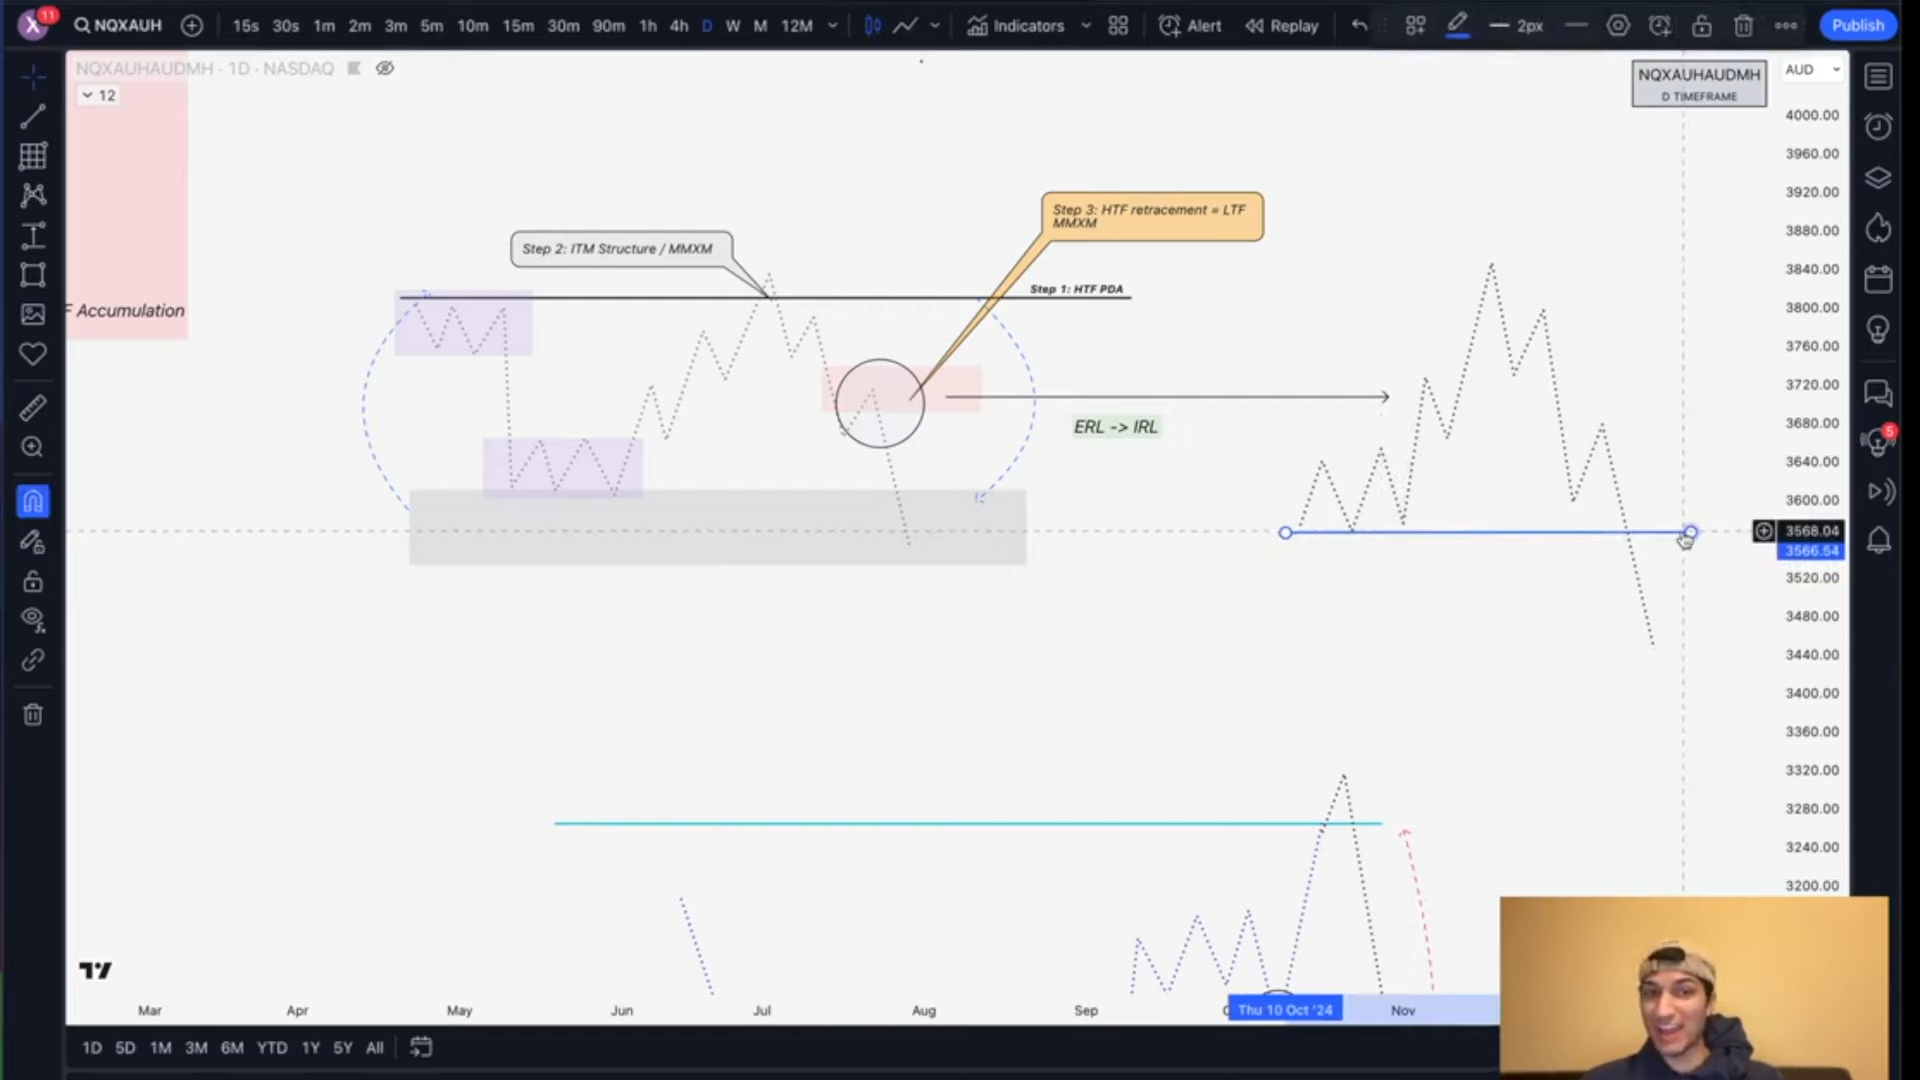 X 11 NQXAUH 15s 30s 1m 2m 3m 5m 10m 15m 30m 90m 1h 4h D W M 12M Indicators Alert Replay 2px Publish
NQXAUHAUDMH · 1D · NASDAQ
12
NQXAUHAUDMH
D TIMEFRAME
AUD
4000.00
3960.00
3920.00
3880.00
3840.00
3800.00
3760.00
3720.00
3680.00
3640.00
3600.00
3568.04
3566.54
3520.00
3480.00
3440.00
3400.00
3360.00
3320.00
3280.00
3240.00
3200.00
5
Step 3: HTF retracement = LTF
MMXM
Step 2: ITM Structure / MMXM
Step 1: HTF PDA
F Accumulation
ERL -> IRL
Mar Apr May Jun Jul Aug Sep Thu 10 Oct '24 Nov
1D 5D 1M 3M 6M YTD 1Y 5Y All